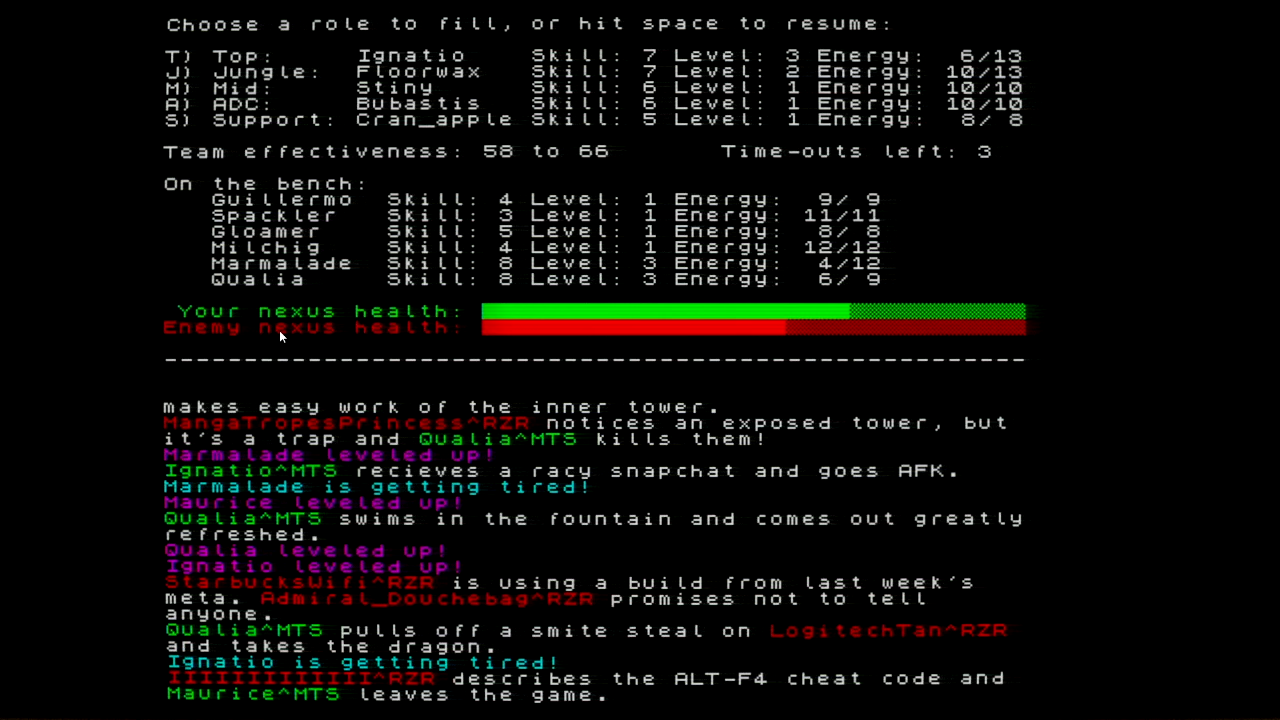 Choose a role to fill, or hit space to resume:
T) Top: Ignatio Skill: 7 Level: 3 Energy: 6/13
J) Jungle: Floorwax Skill: 7 Level: 2 Energy: 10/13
M) Mid: Stiny Skill: 6 Level: 1 Energy: 10/10
A) ADC: Bubastis Skill: 6 Level: 1 Energy: 10/10
S) Support: Cran_apple Skill: 5 Level: 1 Energy: 8/ 8
Team effectiveness: 58 to 66 Time-outs left: 3
On the bench:
Guillermo Skill: 4 Level: 1 Energy: 9/ 9
Spackler Skill: 3 Level: 1 Energy: 11/11
Gloamer Skill: 5 Level: 1 Energy: 8/ 8
Milchig Skill: 4 Level: 1 Energy: 12/12
Marmalade Skill: 8 Level: 3 Energy: 4/12
Qualia Skill: 8 Level: 3 Energy: 6/ 9
Your nexus health:
Enemy nexus health:
-------------------------------------------------------
makes easy work of the inner tower.
MangaTropesPrincess^RZR notices an exposed tower, but
it's a trap and Qualia^MTS kills them!
Marmalade leveled up!
Ignatio^MTS recieves a racy snapchat and goes AFK.
Marmalade is getting tired!
Maurice leveled up!
Qualia^MTS swims in the fountain and comes out greatly
refreshed.
Qualia leveled up!
Ignatio leveled up!
StarbucksWifi^RZR is using a build from last week's
meta. Admiral_Douchebag^RZR promises not to tell
anyone.
Qualia^MTS pulls off a smite steal on LogitechTan^RZR
and takes the dragon.
Ignatio is getting tired!
IIIIIIIIIIIII^RZR describes the ALT-F4 cheat code and
Maurice^MTS leaves the game.